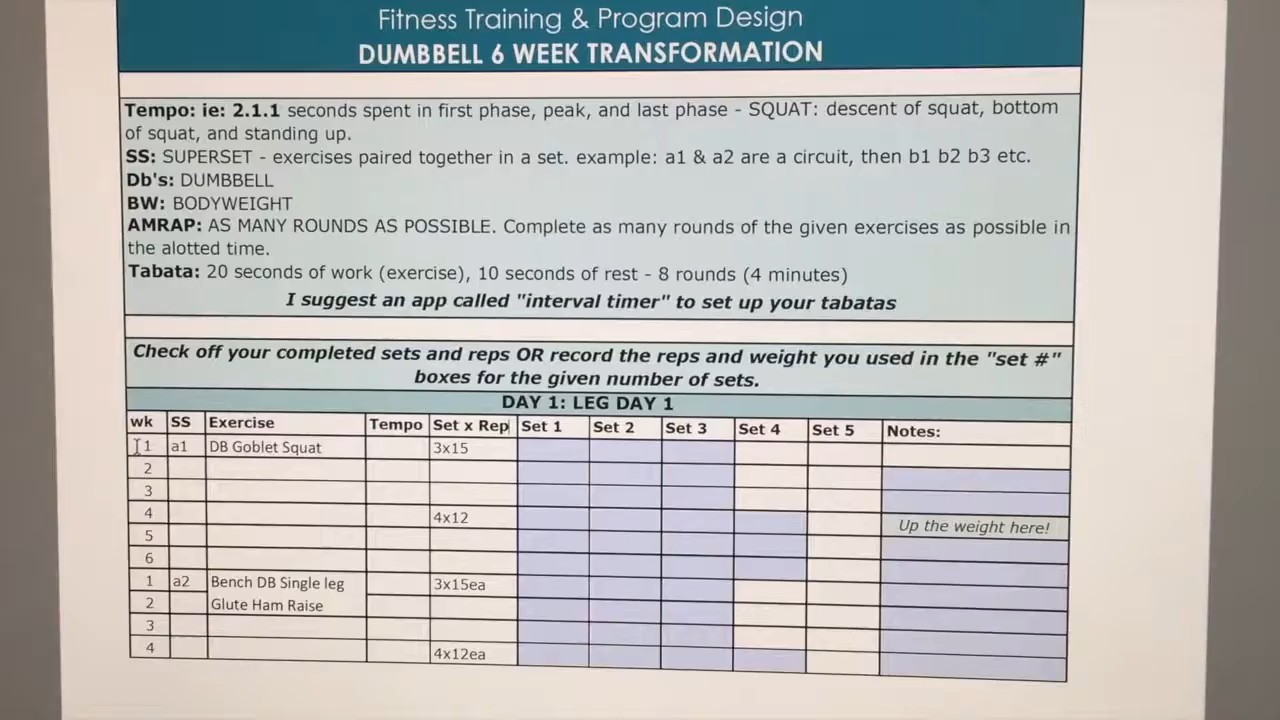 Fitness Training & Program Design
DUMBBELL 6 WEEK TRANSFORMATION
Tempo: ie: 2.1.1 seconds spent in first phase, peak, and last phase - SQUAT: descent of squat, bottom
of squat, and standing up.
SS: SUPERSET - exercises paired together in a set. example: a1 & a2 are a circuit, then b1 b2 b3 etc.
Db's: DUMBBELL
BW: BODYWEIGHT
AMRAP: AS MANY ROUNDS AS POSSIBLE. Complete as many rounds of the given exercises as possible in
the alotted time.
Tabata: 20 seconds of work (exercise), 10 seconds of rest - 8 rounds (4 minutes)
I suggest an app called "interval timer" to set up your tabatas
Check off your completed sets and reps OR record the reps and weight you used in the "set #"
boxes for the given number of sets.
DAY 1: LEG DAY 1
wk SS Exercise Tempo Set x Rep Set 1 Set 2 Set 3 Set 4 Set 5 Notes:
1 a1 DB Goblet Squat 3x15
2
3
4 4x12 Up the weight here!
5
6
1 a2 Bench DB Single leg 3x15ea
2 Glute Ham Raise
3
4 4x12ea